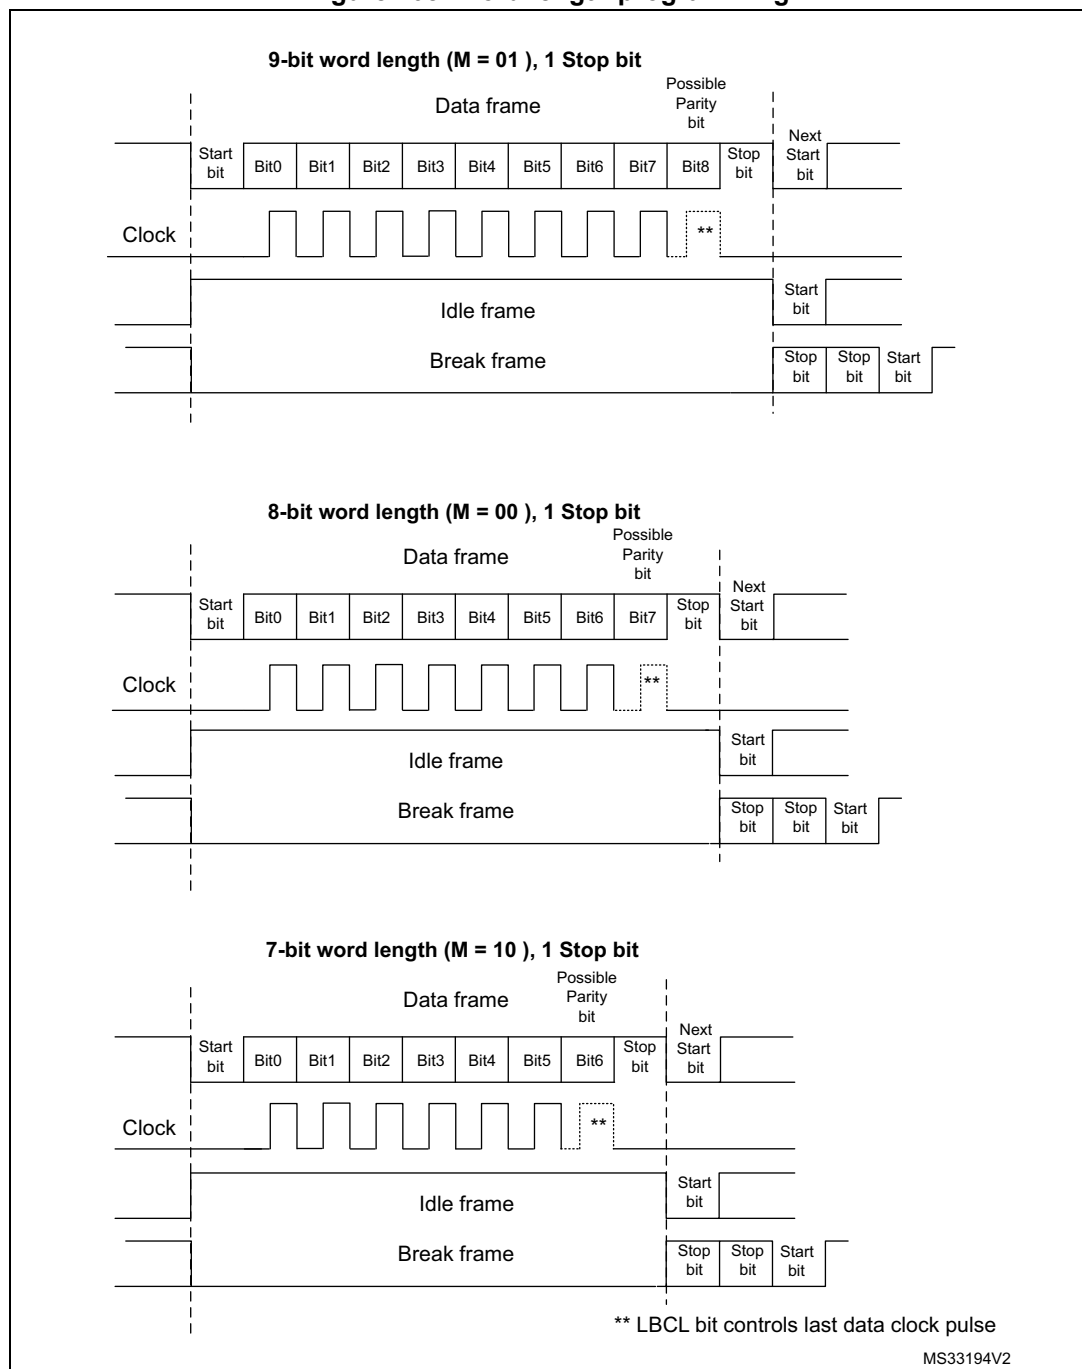 9-bit word length (M = 01 ), 1 Stop bit
Possible
Data frame Parity
bit
Next
Start bit Bit0 Bit1 Bit2 Bit3 Bit4 Bit5 Bit6 Bit7 Bit8 Stop bit Start bit
Clock **
Idle frame Start bit
Break frame Stop bit Stop bit Start bit
8-bit word length (M = 00 ), 1 Stop bit
Possible
Data frame Parity
bit
Next
Start bit Bit0 Bit1 Bit2 Bit3 Bit4 Bit5 Bit6 Bit7 Stop bit Start bit
Clock **
Idle frame Start bit
Break frame Stop bit Stop bit Start bit
7-bit word length (M = 10 ), 1 Stop bit
Possible
Data frame Parity
bit
Next
Start bit Bit0 Bit1 Bit2 Bit3 Bit4 Bit5 Bit6 Stop bit Start bit
Clock **
Idle frame Start bit
Break frame Stop bit Stop bit Start bit
** LBCL bit controls last data clock pulse
MS33194V2